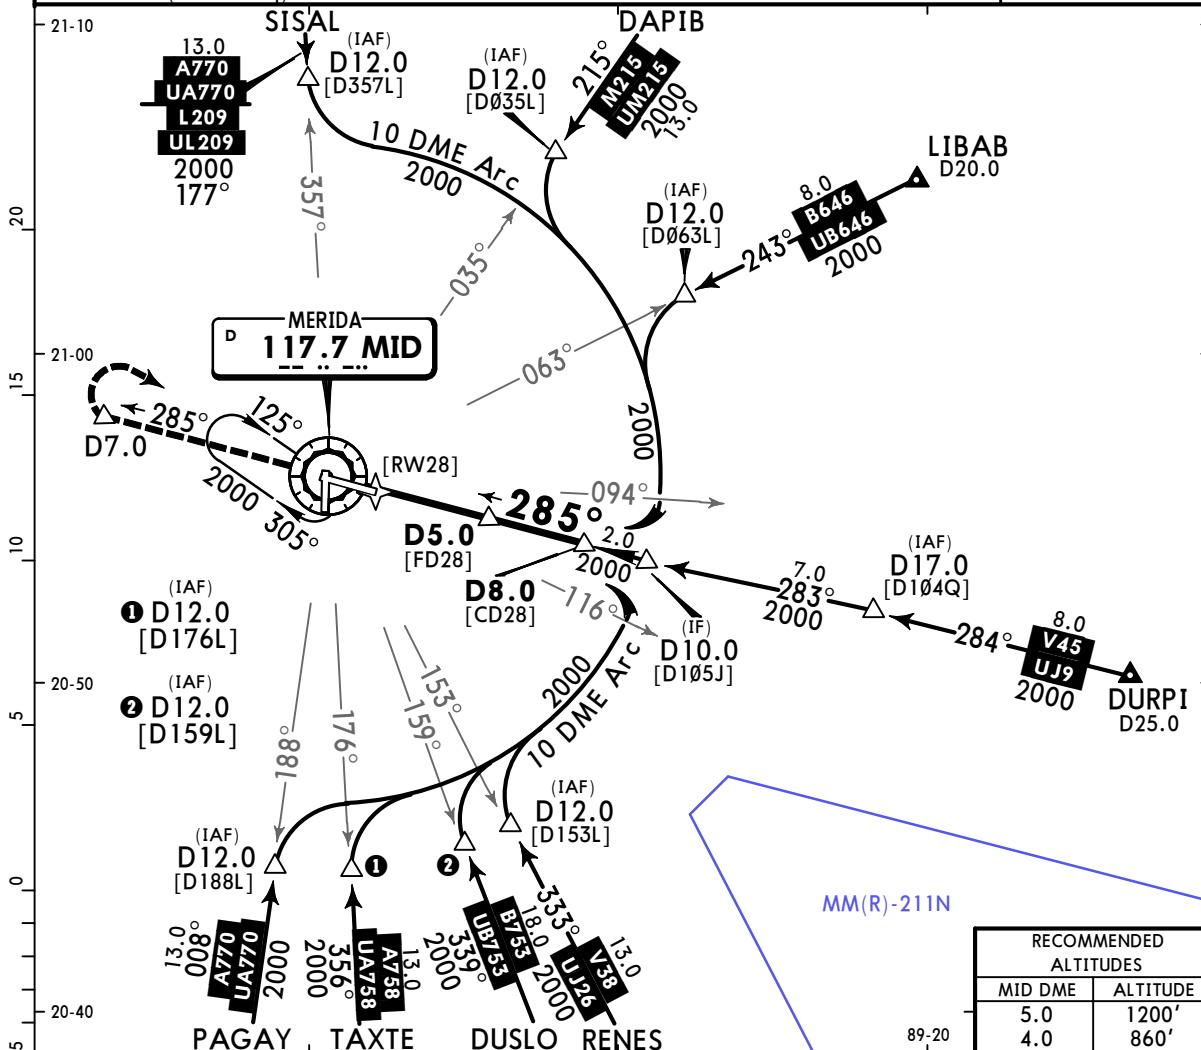 21-10
SISAL
DAPIB
13.0
A770
UA770
L209
UL209
2000
177°
(IAF)
D12.0
[D357L]
(IAF)
D12.0
[DØ35L]
215°
M215
UM215
2000
13.0
10 DME Arc
2000
LIBAB
D20.0
8.0
B646
UB646
243°
2000
(IAF)
D12.0
[DØ63L]
357°
035°
063°
20
MERIDA
D
117.7 MID
21-00
15
285°
D7.0
125°
2000 305°
[RW28]
2000
094°
285°
D5.0
[FD28]
2.0
2000
D8.0
[CD28]
116°
10
(IF)
D10.0
[D1Ø5J]
7.0
283°
2000
(IAF)
D17.0
[D1Ø4Q]
284°
8.0
V45
UJ9
2000
DURPI
D25.0
❶ (IAF)
D12.0
[D176L]
❷ (IAF)
D12.0
[D159L]
20-50
5
188°
176°
159°
153°
2000
10 DME Arc
(IAF)
D12.0
[D188L]
❶
❷
(IAF)
D12.0
[D153L]
0
13.0
008°
A770
UA770
2000
PAGAY
2000
356°
UA758
A758
13.0
TAXTE
2000
339°
UB753
B753
18.0
DUSLO
333°
2000
UJ26
V38
13.0
RENES
MM(R)-211N
20-40
5
89-20
RECOMMENDED
ALTITUDES
MID DME ALTITUDE
5.0 1200'
4.0 860'